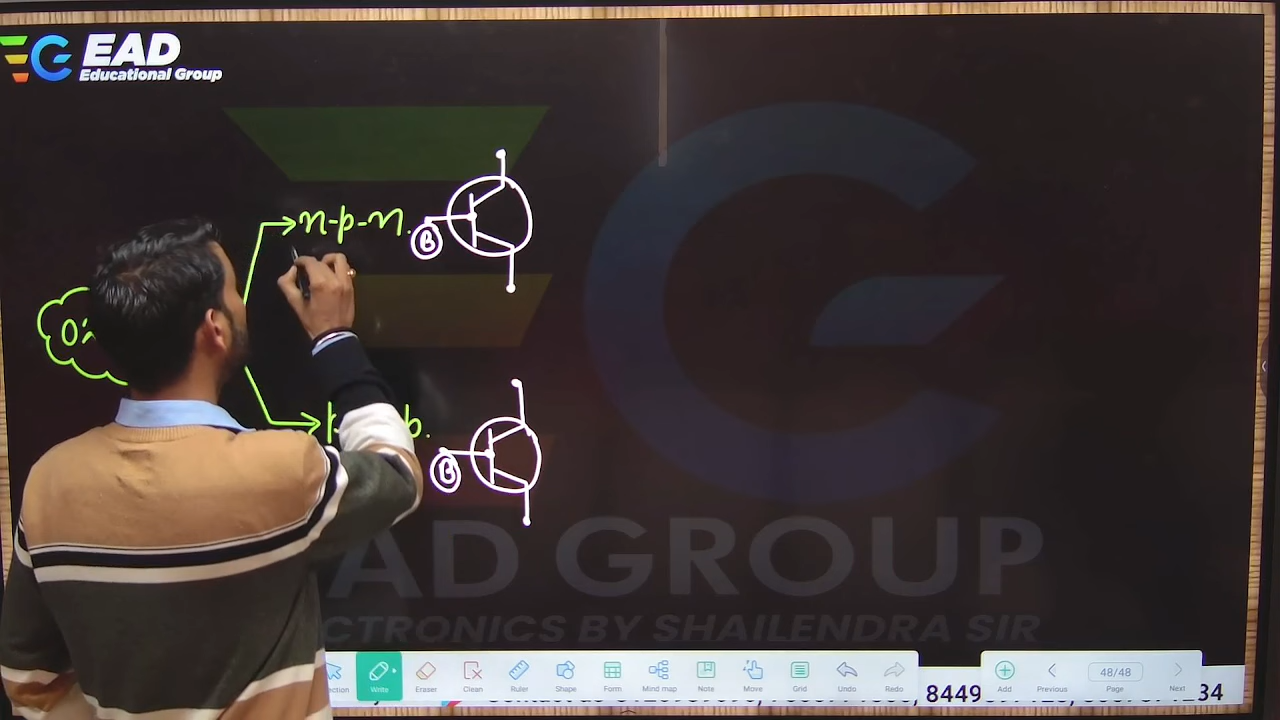 EAD
Educational Group
n-p-n.
B
B
AD GROUP
CTRONICS BY SHAILENDRA SIR
Write
Eraser
Clean
Ruler
Shape
Form
Mind map
Note
Move
Grid
Undo
Redo
Add
Previous
48/48
Page
Next
8449
34